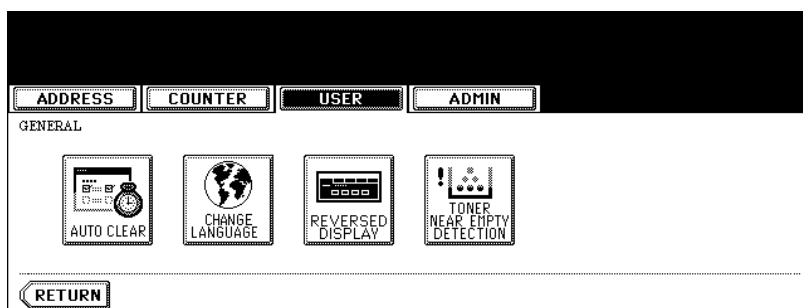 ADDRESS COUNTER USER ADMIN
GENERAL
AUTO CLEAR
CHANGE
LANGUAGE
REVERSED
DISPLAY
TONER
NEAR EMPTY
DETECTION
RETURN